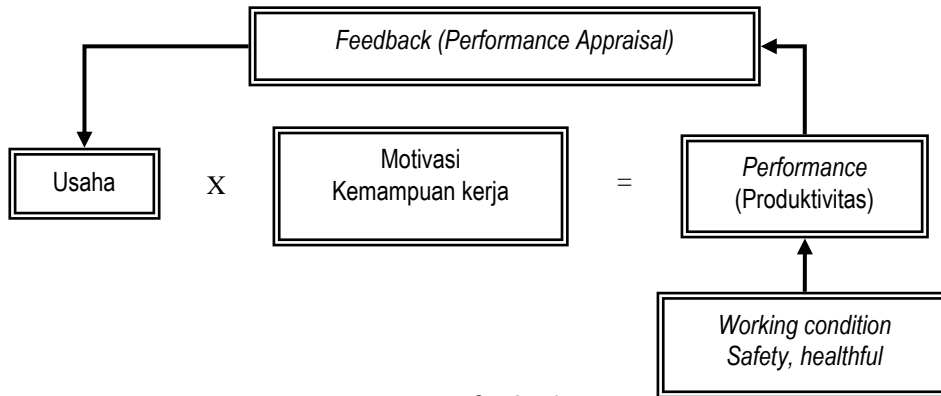 Feedback (Performance Appraisal)
Usaha
X
Motivasi
Kemampuan kerja
=
Performance
(Produktivitas)
Working condition
Safety, healthful